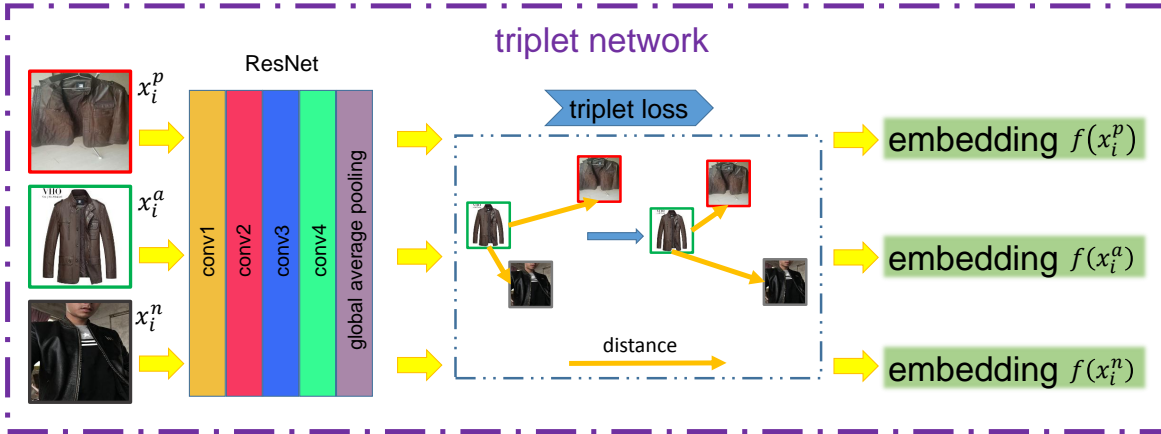 triplet network
ResNet
x_i^p
x_i^a
x_i^n
VIIO
conv1
conv2
conv3
conv4
global average pooling
triplet loss
distance
embedding f(x_i^p)
embedding f(x_i^a)
embedding f(x_i^n)